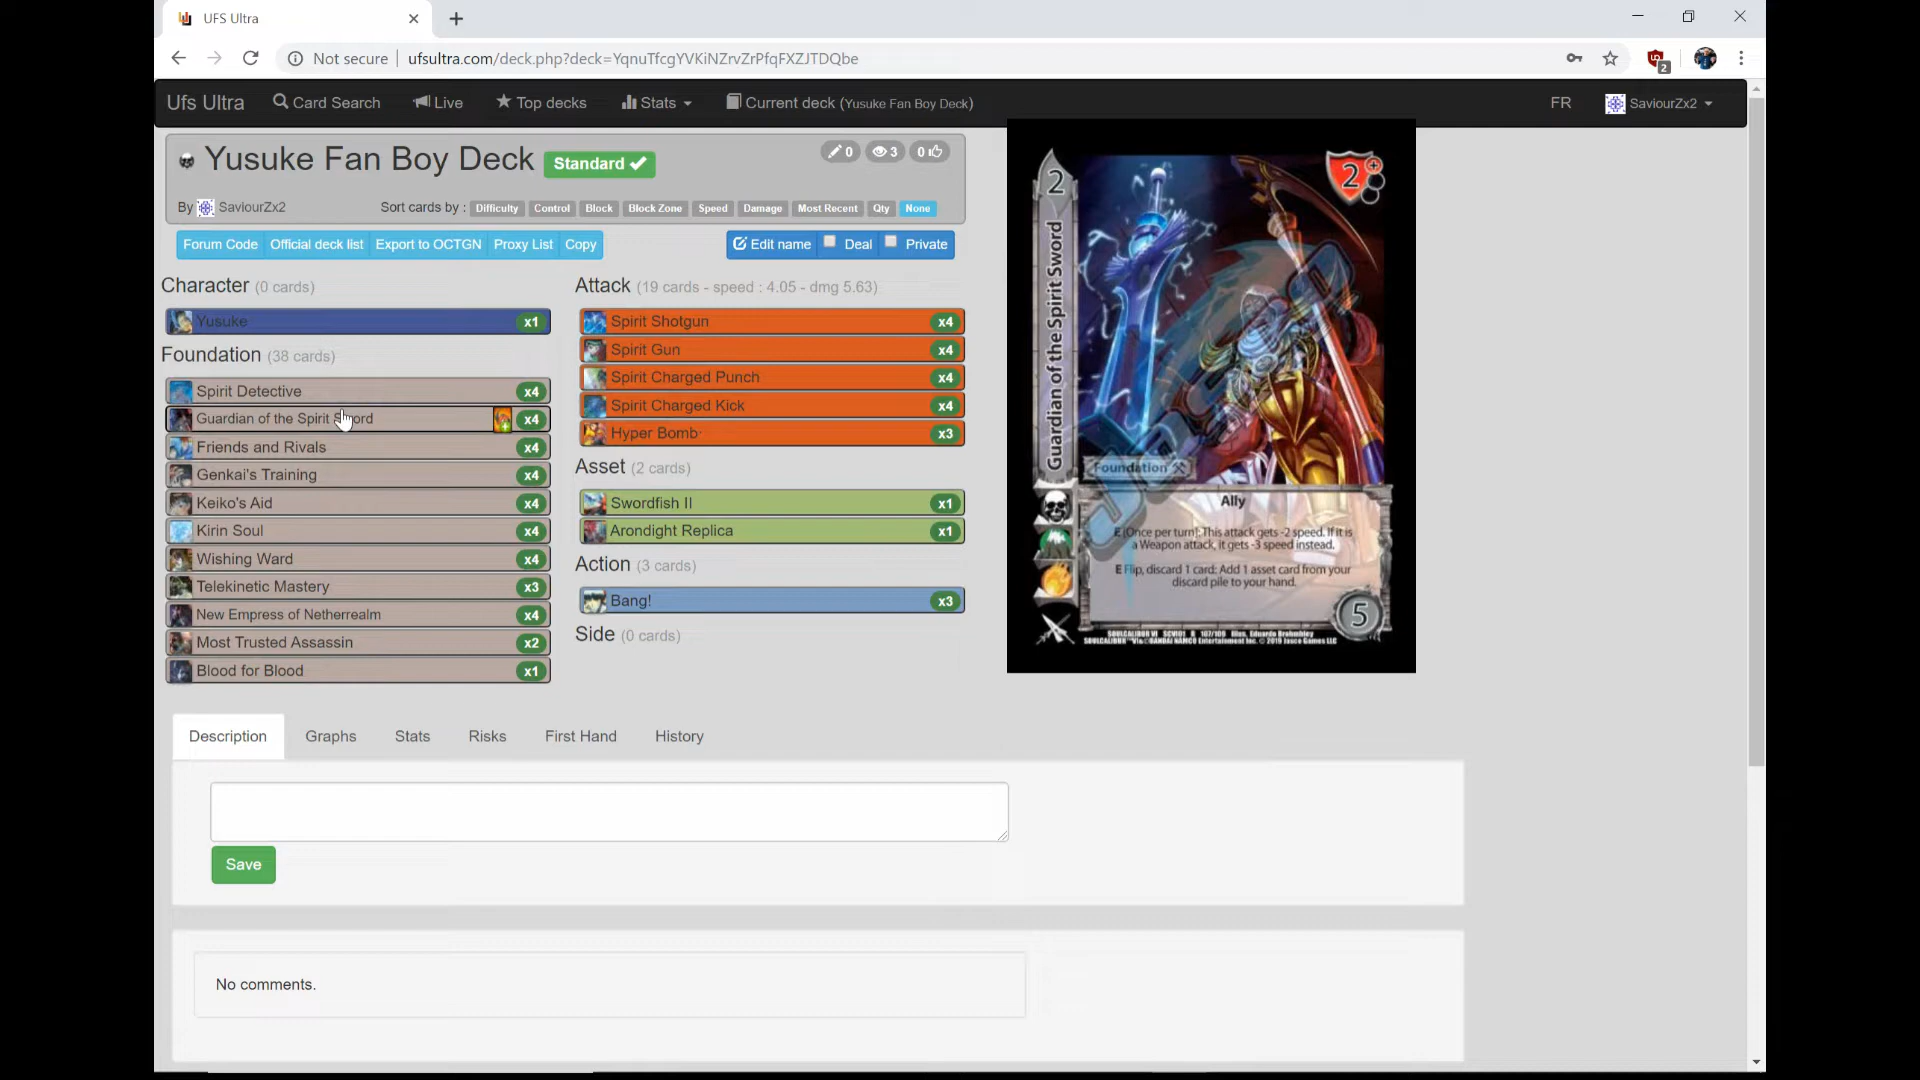 UFS Ultra
Not secure
ufsultra.com/deck.php?deck=YqnuTfcgYVKiNZrvZrPfqFXZJTDQbe
2
Ufs Ultra
Card Search
Live
Top decks
Stats
Current deck (Yusuke Fan Boy Deck)
FR
SaviourZx2
Yusuke Fan Boy Deck
Standard
0
3
0
By SaviourZx2
Sort cards by :
Difficulty
Control
Block
Block Zone
Speed
Damage
Most Recent
Qty
None
Forum Code
Official deck list
Export to OCTGN
Proxy List
Copy
Edit name
Deal
Private
Character (0 cards)
Yusuke x1
Foundation (38 cards)
Spirit Detective x4
Guardian of the Spirit Sword x4
Friends and Rivals x4
Genkai's Training x4
Keiko's Aid x4
Kirin Soul x4
Wishing Ward x4
Telekinetic Mastery x3
New Empress of Netherrealm x4
Most Trusted Assassin x2
Blood for Blood x1
Attack (19 cards - speed : 4.05 - dmg 5.63)
Spirit Shotgun x4
Spirit Gun x4
Spirit Charged Punch x4
Spirit Charged Kick x4
Hyper Bomb x3
Asset (2 cards)
Swordfish II x1
Arondight Replica x1
Action (3 cards)
Bang! x3
Side (0 cards)
2
2
Guardian of the Spirit Sword
Foundation
Ally
E [Once per turn]: This attack gets -2 speed. If it is
a Weapon attack, it gets -3 speed instead.
E Flip, discard 1 card: Add 1 asset card from your
discard pile to your hand.
5
Description
Graphs
Stats
Risks
First Hand
History
Save
No comments.